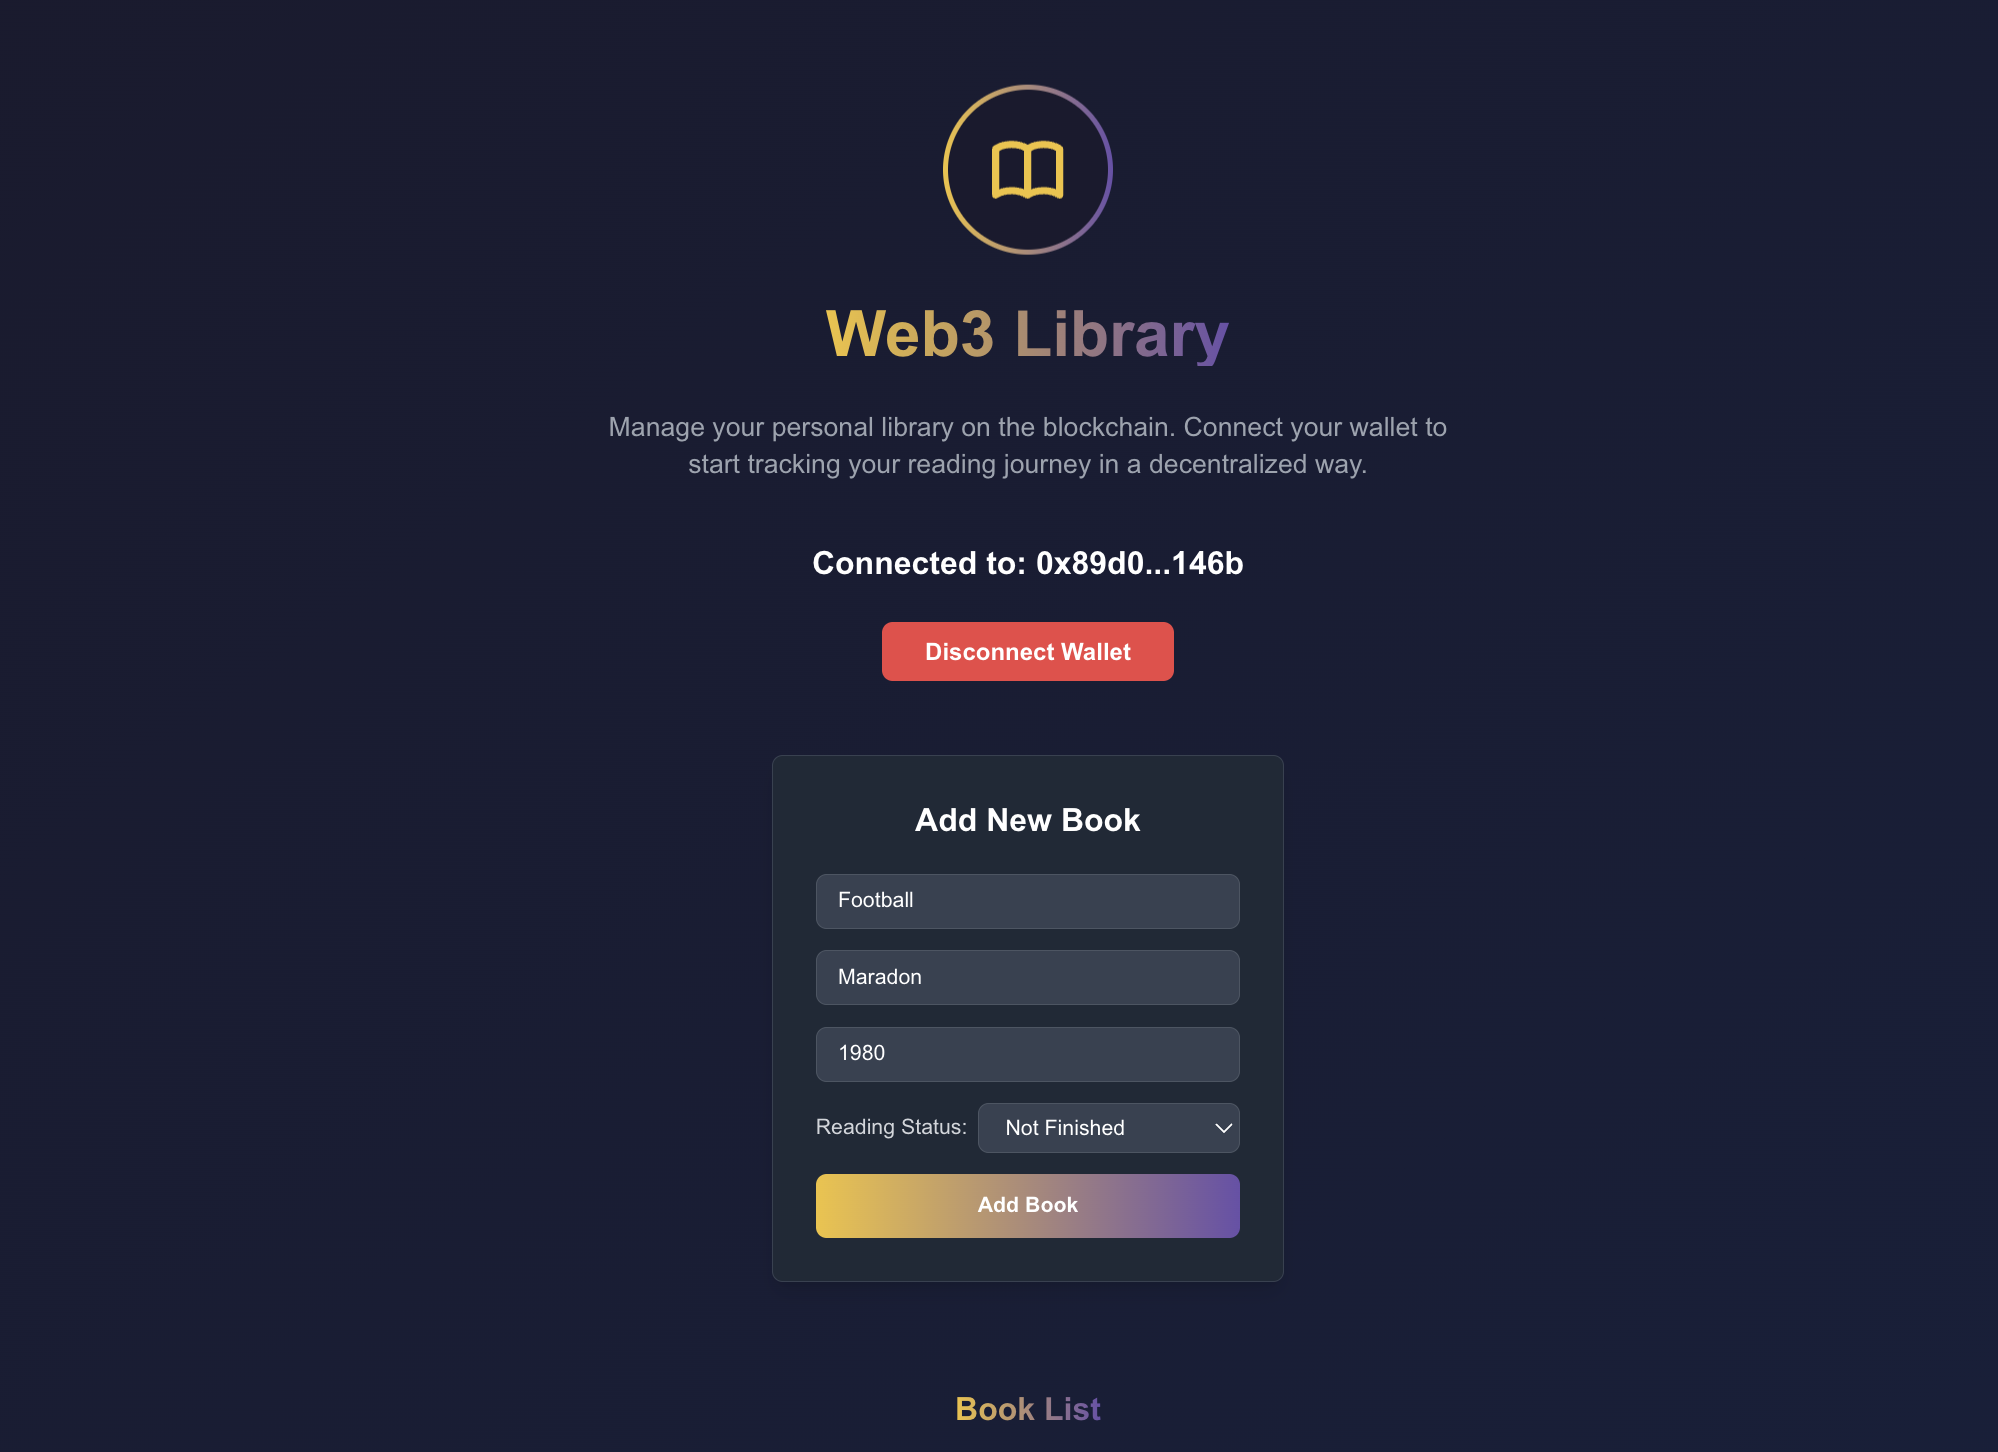 Web3 Library
Manage your personal library on the blockchain. Connect your wallet to
start tracking your reading journey in a decentralized way.
Connected to: 0x89d0...146b
Disconnect Wallet
Add New Book
Football
Maradon
1980
Reading Status: Not Finished
Add Book
Book List